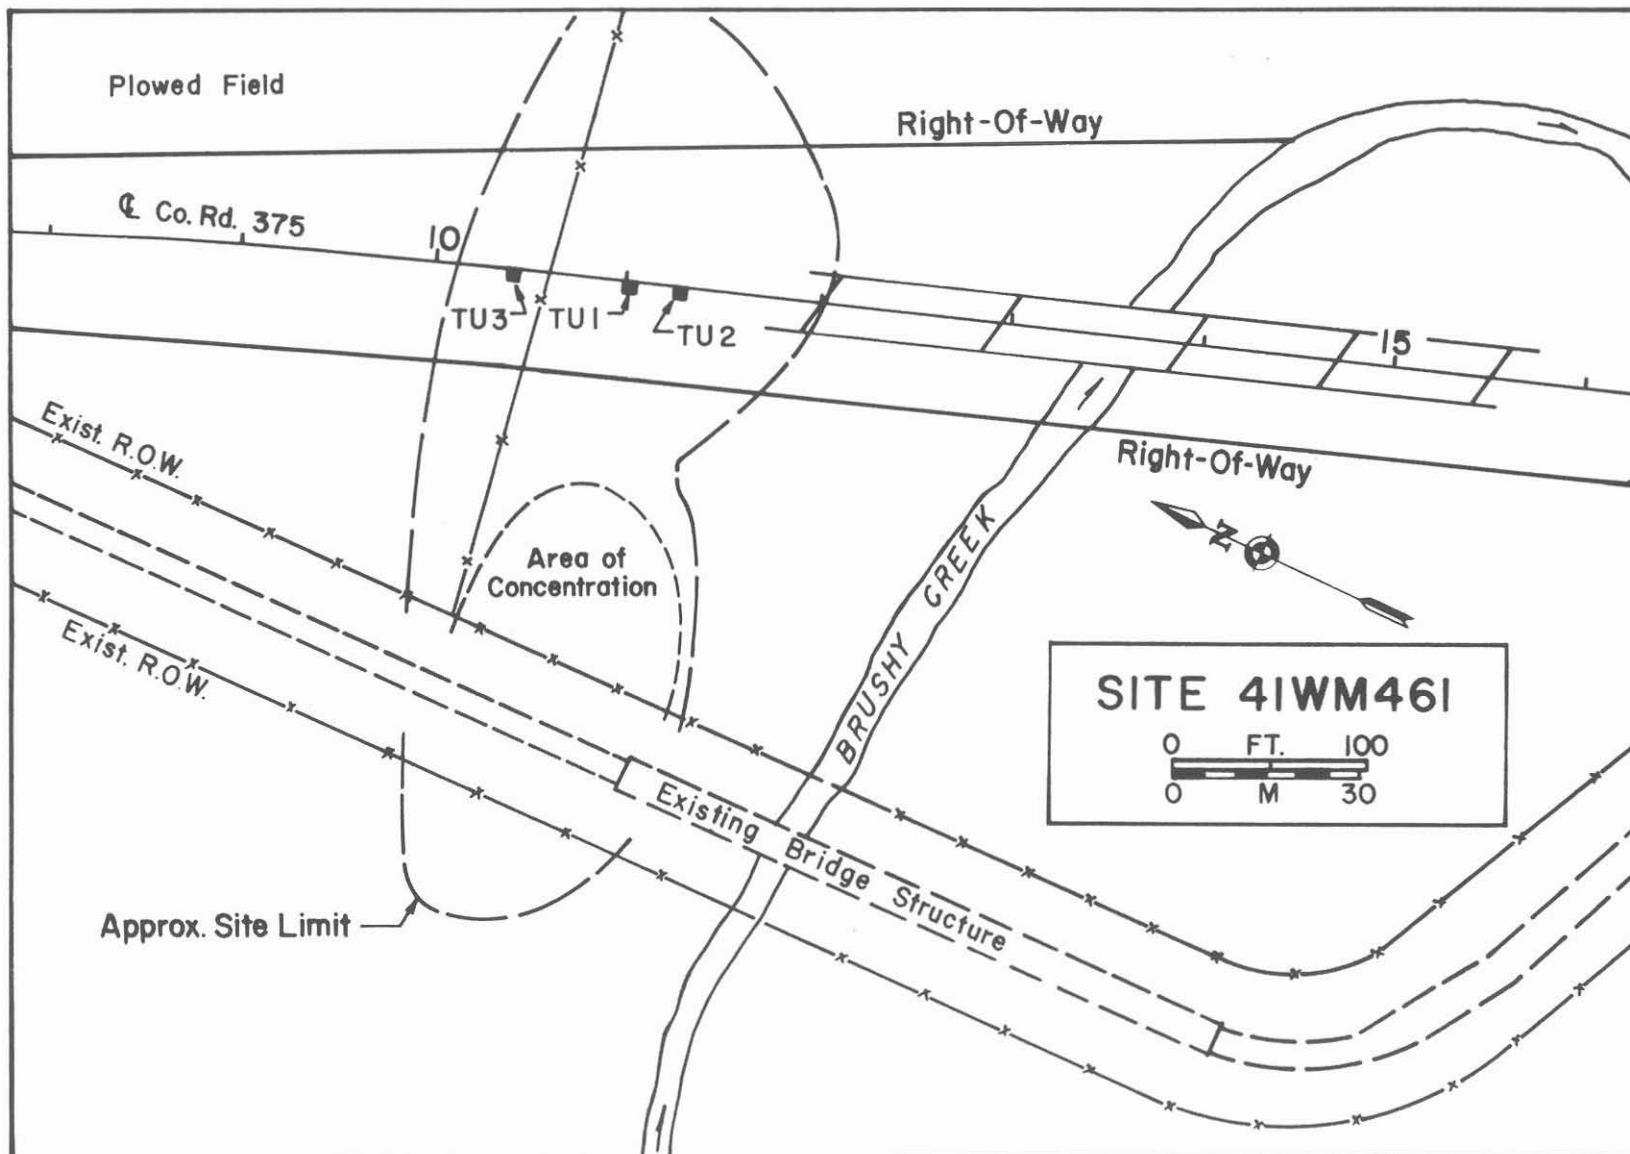 Plowed Field
Right-Of-Way
℄ Co. Rd. 375
10
TU3
TU1
TU2
15
Exist. R.O.W.
Right-Of-Way
Area of
Concentration
N
BRUSHY CREEK
Exist. R.O.W.
SITE 41WM461
0 FT. 100
0 M 30
Existing Bridge Structure
Approx. Site Limit